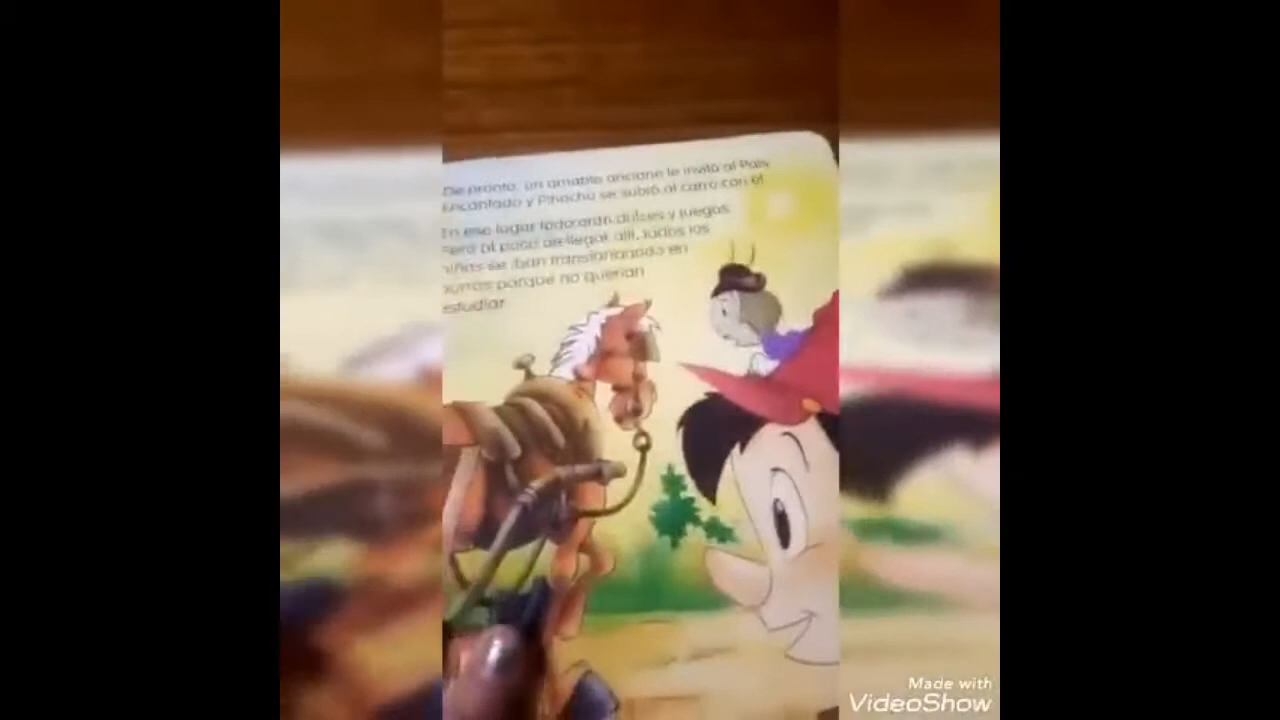 De pronto, un amable anciano le invitó al País
Encantado y Pinocho se subió al carro con él.
En ese lugar todo eran dulces y juegos.
Pero al poco de llegar allí, todos los
niños se iban transformando en
burros porque no querían
estudiar.
Made with
VideoShow